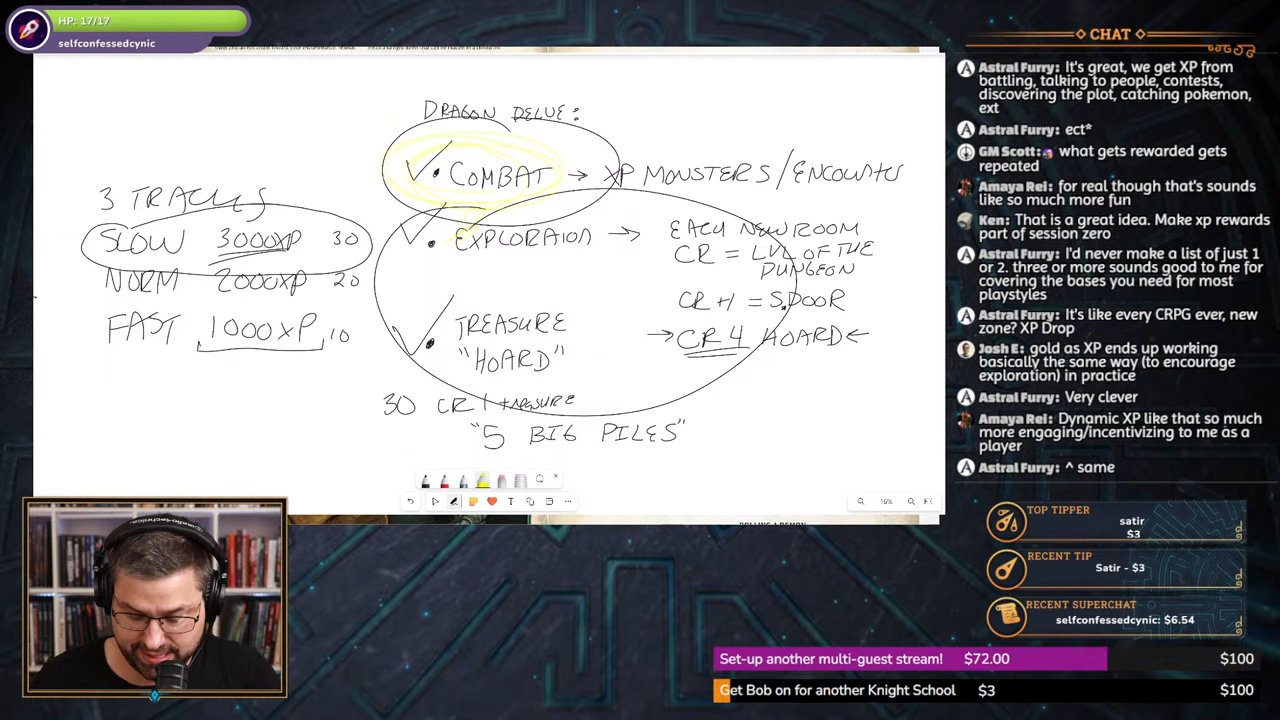 HP: 17/17
selfconfessedcynic
DRAGON DELVE:
• COMBAT → XP MONSTERS/ENCOUNTER
• EXPLORATION → EACH NEW ROOM
CR = LVL OF THE
DUNGEON
CR +1 = S.DOOR
• TREASURE → CR 4 HOARD ←
"HOARD"
30 CR 1 treasure
"5 BIG PILES"
3 TRACKS
SLOW 3000XP 30
NORM 2000XP 20
FAST 1000XP 10
16%
CHAT
Astral Furry: It's great, we get XP from
battling, talking to people, contests,
discovering the plot, catching pokemon,
ext
Astral Furry: ect*
GM Scott: what gets rewarded gets
repeated
Amaya Rei: for real though that's sounds
like so much more fun
Ken: That is a great idea. Make xp rewards
part of session zero
Astral Furry: I'd never make a list of just 1
or 2. three or more sounds good to me for
covering the bases you need for most
playstyles
Astral Furry: It's like every CRPG ever, new
zone? XP Drop
Josh E: gold as XP ends up working
basically the same way (to encourage
exploration) in practice
Astral Furry: Very clever
Amaya Rei: Dynamic XP like that so much
more engaging/incentivizing to me as a
player
Astral Furry: ^ same
TOP TIPPER
satir
$3
RECENT TIP
Satir - $3
RECENT SUPERCHAT
selfconfessedcynic: $6.54
Set-up another multi-guest stream! $72.00 $100
Get Bob on for another Knight School $3 $100
audio-technica